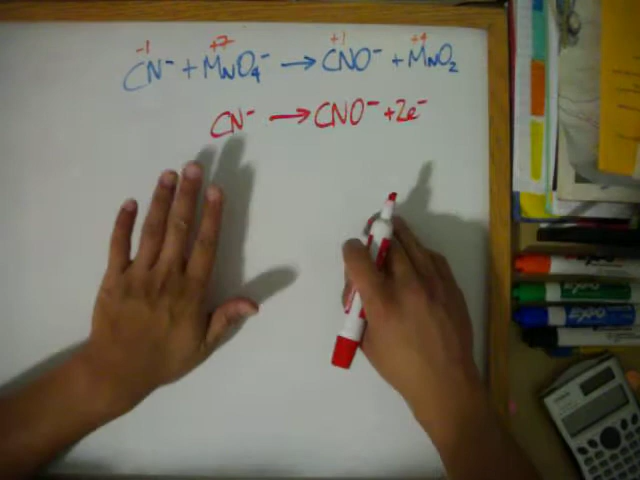 -1 +7 +1 +4
CN⁻ + MnO₄⁻ → CNO⁻ + MnO₂
CN⁻ → CNO⁻ + 2e⁻